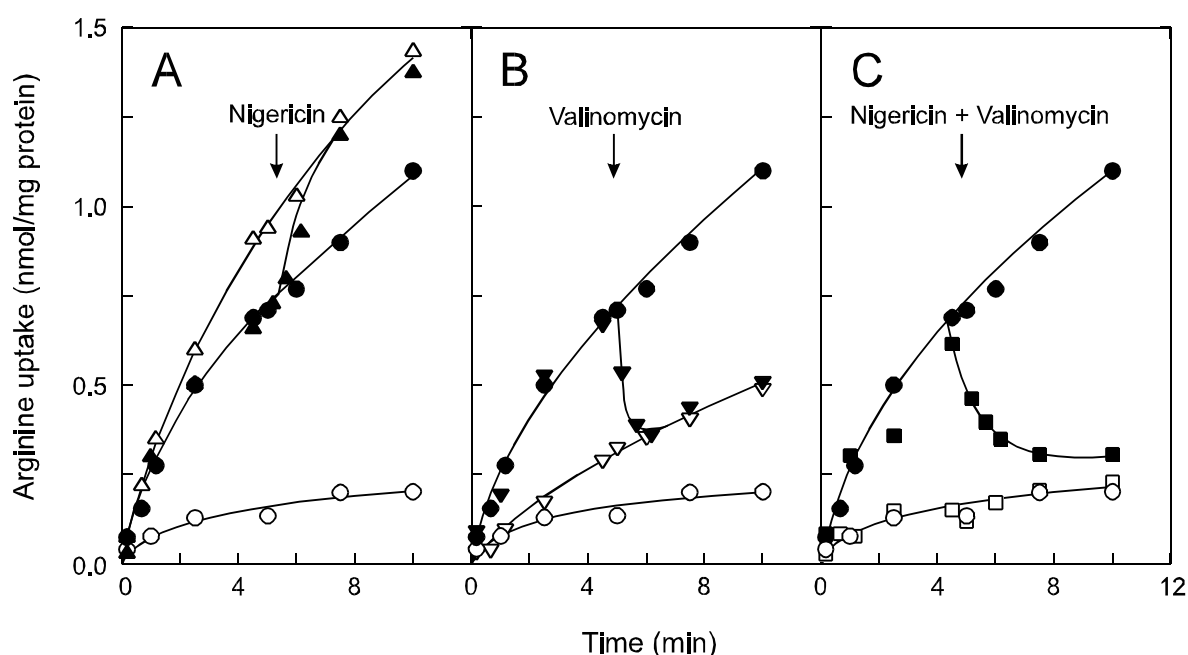 1.5
A
B
C
Nigericin
Valinomycin
Nigericin + Valinomycin
1.0
0.5
0.0
Arginine uptake (nmol/mg protein)
0 4 8 0 4 8 0 4 8 12
Time (min)